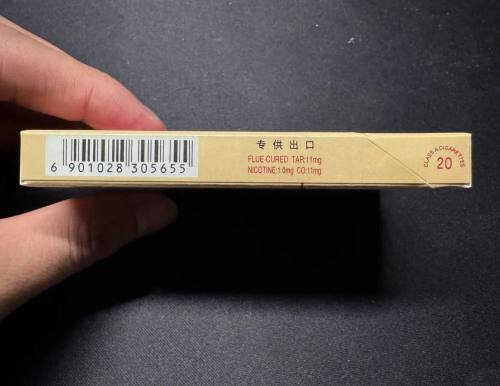 专供出口
FLUE-CURED TAR:11mg
NICOTINE:1.0mg CO:11mg
CLASS A CIGARETTES
20
6 901028 305655